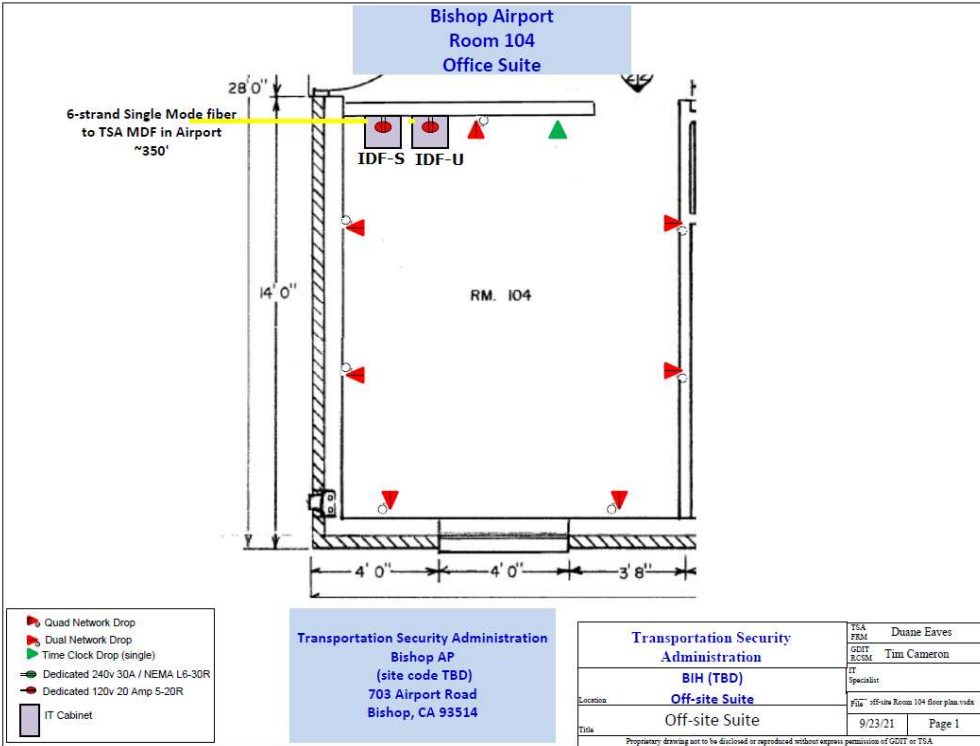 Bishop Airport
Room 104
Office Suite
28'0"
6-strand Single Mode fiber
to TSA MDF in Airport
~350'
IDF-S IDF-U
14'0"
RM. 104
4'0" 4'0" 3'8"
Quad Network Drop
Dual Network Drop
Time Clock Drop (single)
Dedicated 240v 30A / NEMA L6-30R
Dedicated 120v 20 Amp 5-20R
IT Cabinet
Transportation Security Administration
Bishop AP
(site code TBD)
703 Airport Road
Bishop, CA 93514
Transportation Security
Administration
BIH (TBD)
Location Off-site Suite
Title Off-site Suite
TSA
FRM Duane Eaves
GDIT
RCSM Tim Cameron
IT
Specialist
File Room 104 floor plan.vsdx
9/23/21 Page 1
Proprietary drawing not to be disclosed or reproduced without express permission of GDIT or TSA